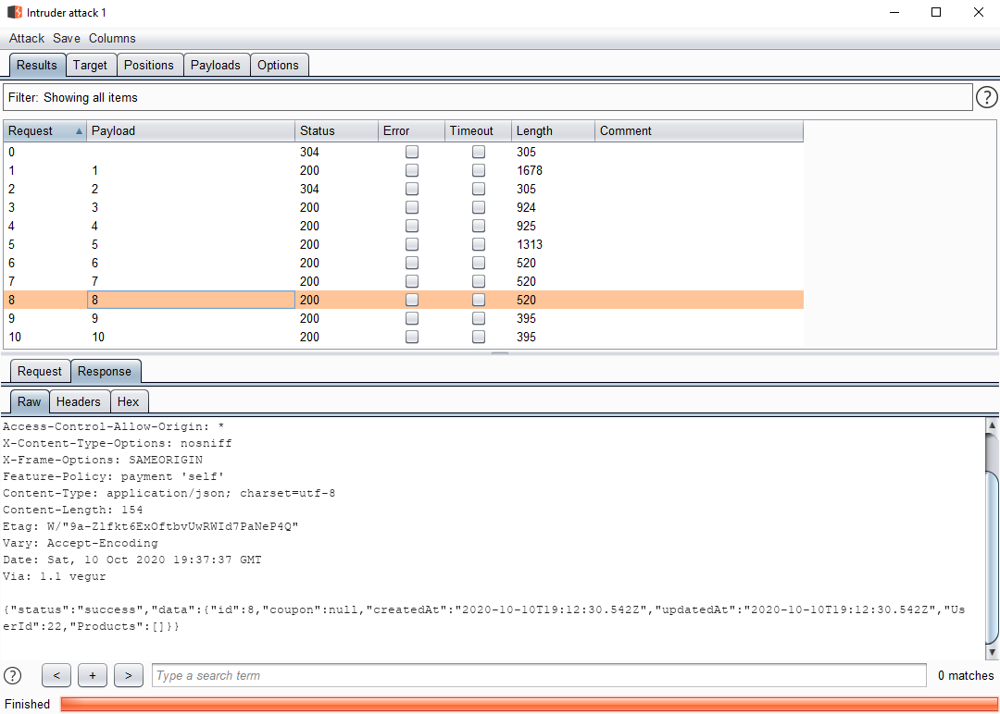 Intruder attack 1
Attack Save Columns
Results Target Positions Payloads Options
Filter: Showing all items ?
Request Payload Status Error Timeout Length Comment
0 304 305
1 1 200 1678
2 2 304 305
3 3 200 924
4 4 200 925
5 5 200 1313
6 6 200 520
7 7 200 520
8 8 200 520
9 9 200 395
10 10 200 395
Request Response
Raw Headers Hex
Access-Control-Allow-Origin: *
X-Content-Type-Options: nosniff
X-Frame-Options: SAMEORIGIN
Feature-Policy: payment 'self'
Content-Type: application/json; charset=utf-8
Content-Length: 154
Etag: W/"9a-Zlfkt6ExOftbvUwRWId7PaNeP4Q"
Vary: Accept-Encoding
Date: Sat, 10 Oct 2020 19:37:37 GMT
Via: 1.1 vegur
{"status":"success","data":{"id":8,"coupon":null,"createdAt":"2020-10-10T19:12:30.542Z","updatedAt":"2020-10-10T19:12:30.542Z","Us
erId":22,"Products":[]}}
? < + > Type a search term 0 matches
Finished